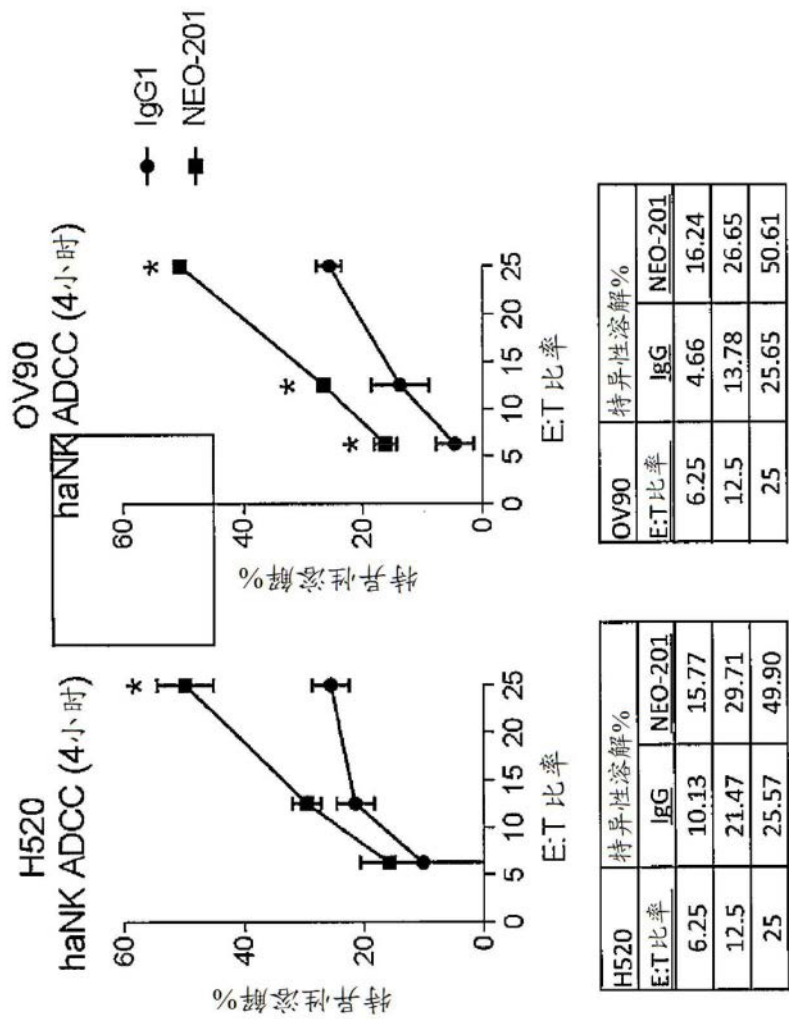 H520
haNK ADCC (4小时)
特异性溶解%
60
40
20
0
0 5 10 15 20 25
E:T 比率
*
OV90
haNK ADCC (4小时)
特异性溶解%
60
40
20
0
0 5 10 15 20 25
E:T 比率
* * *
IgG1
NEO-201
H520 特异性溶解%
E:T比率 IgG NEO-201
6.25 10.13 15.77
12.5 21.47 29.71
25 25.57 49.90
OV90 特异性溶解%
E:T比率 IgG NEO-201
6.25 4.66 16.24
12.5 13.78 26.65
25 25.65 50.61